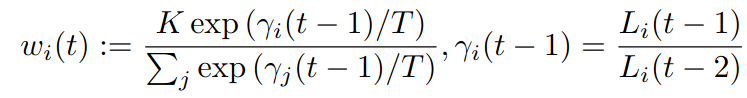 w_i(t) := \frac{K \exp(\gamma_i(t-1)/T)}{\sum_j \exp(\gamma_j(t-1)/T)}, \gamma_i(t-1) = \frac{L_i(t-1)}{L_i(t-2)}